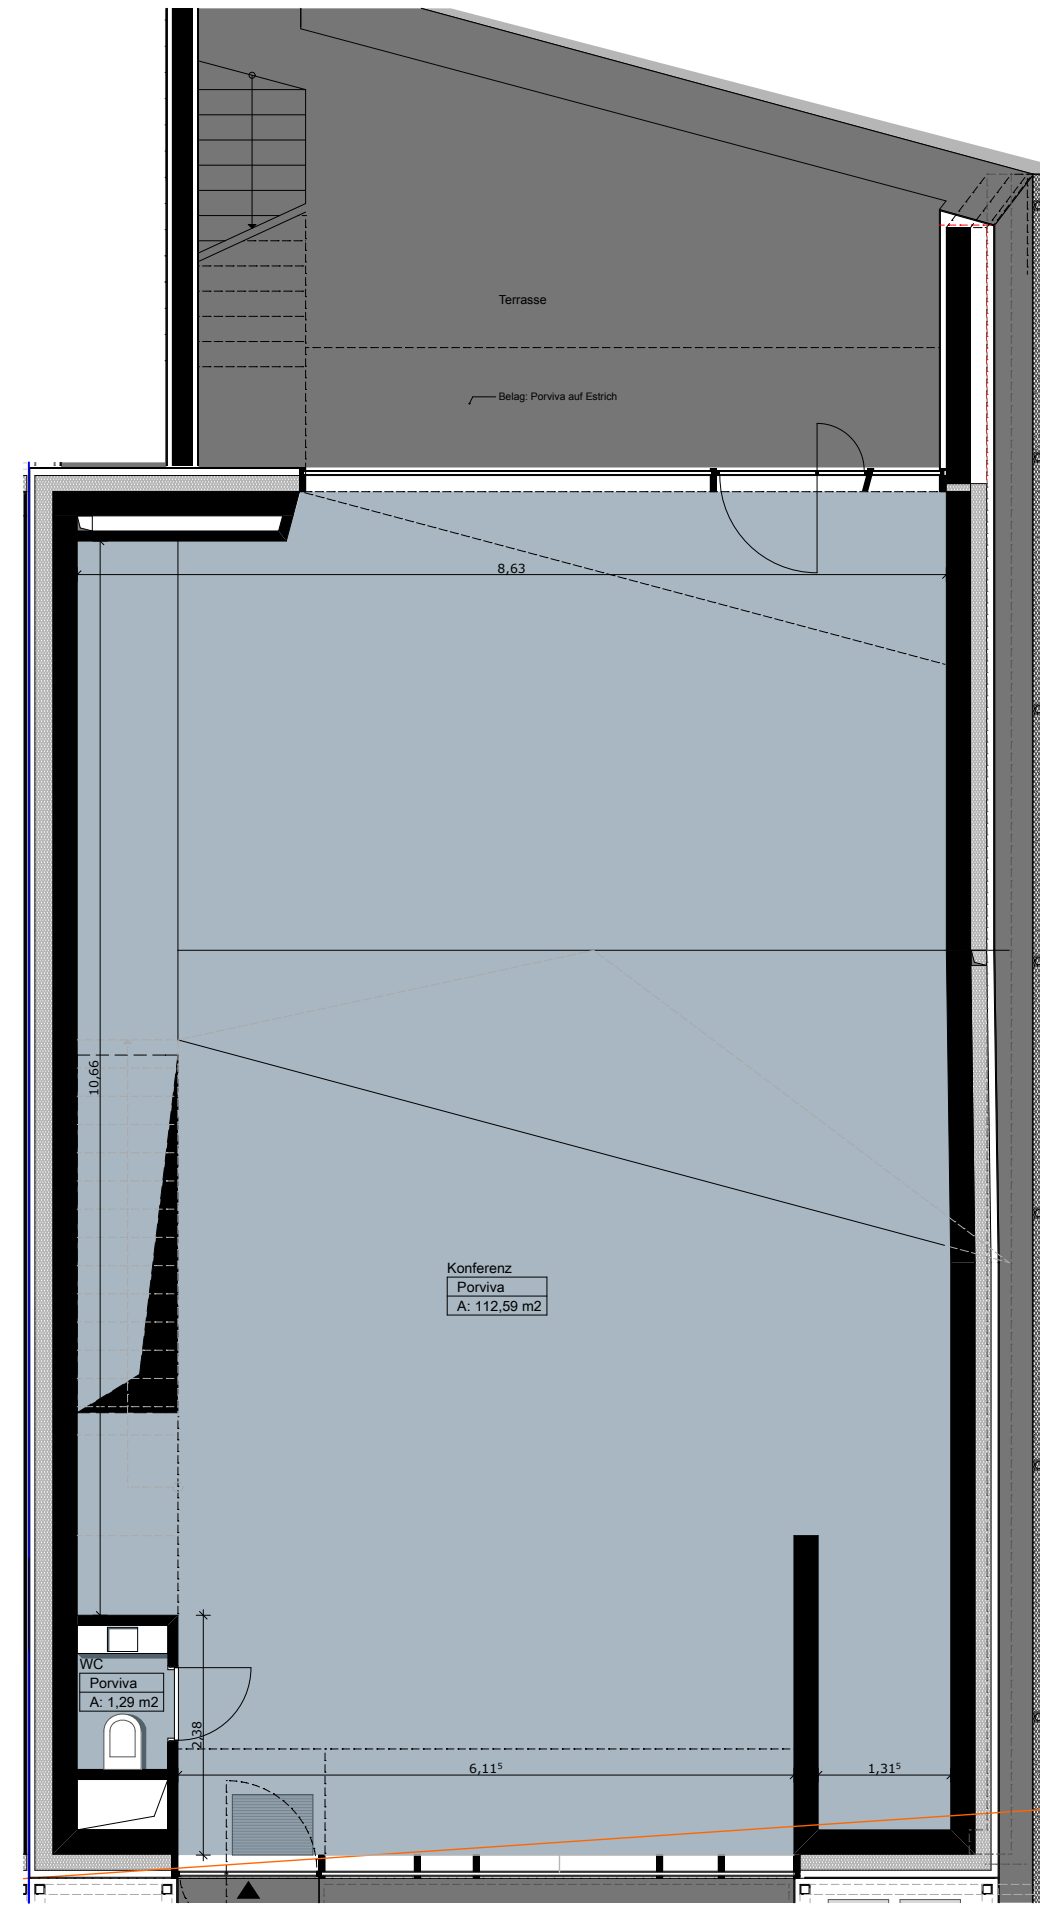 Terrasse
Belag: Porviva auf Estrich
8,63
10,66
Konferenz
Porviva
A: 112,59 m2
WC
Porviva
A: 1,29 m2
2,38
6,11⁵
1,31⁵